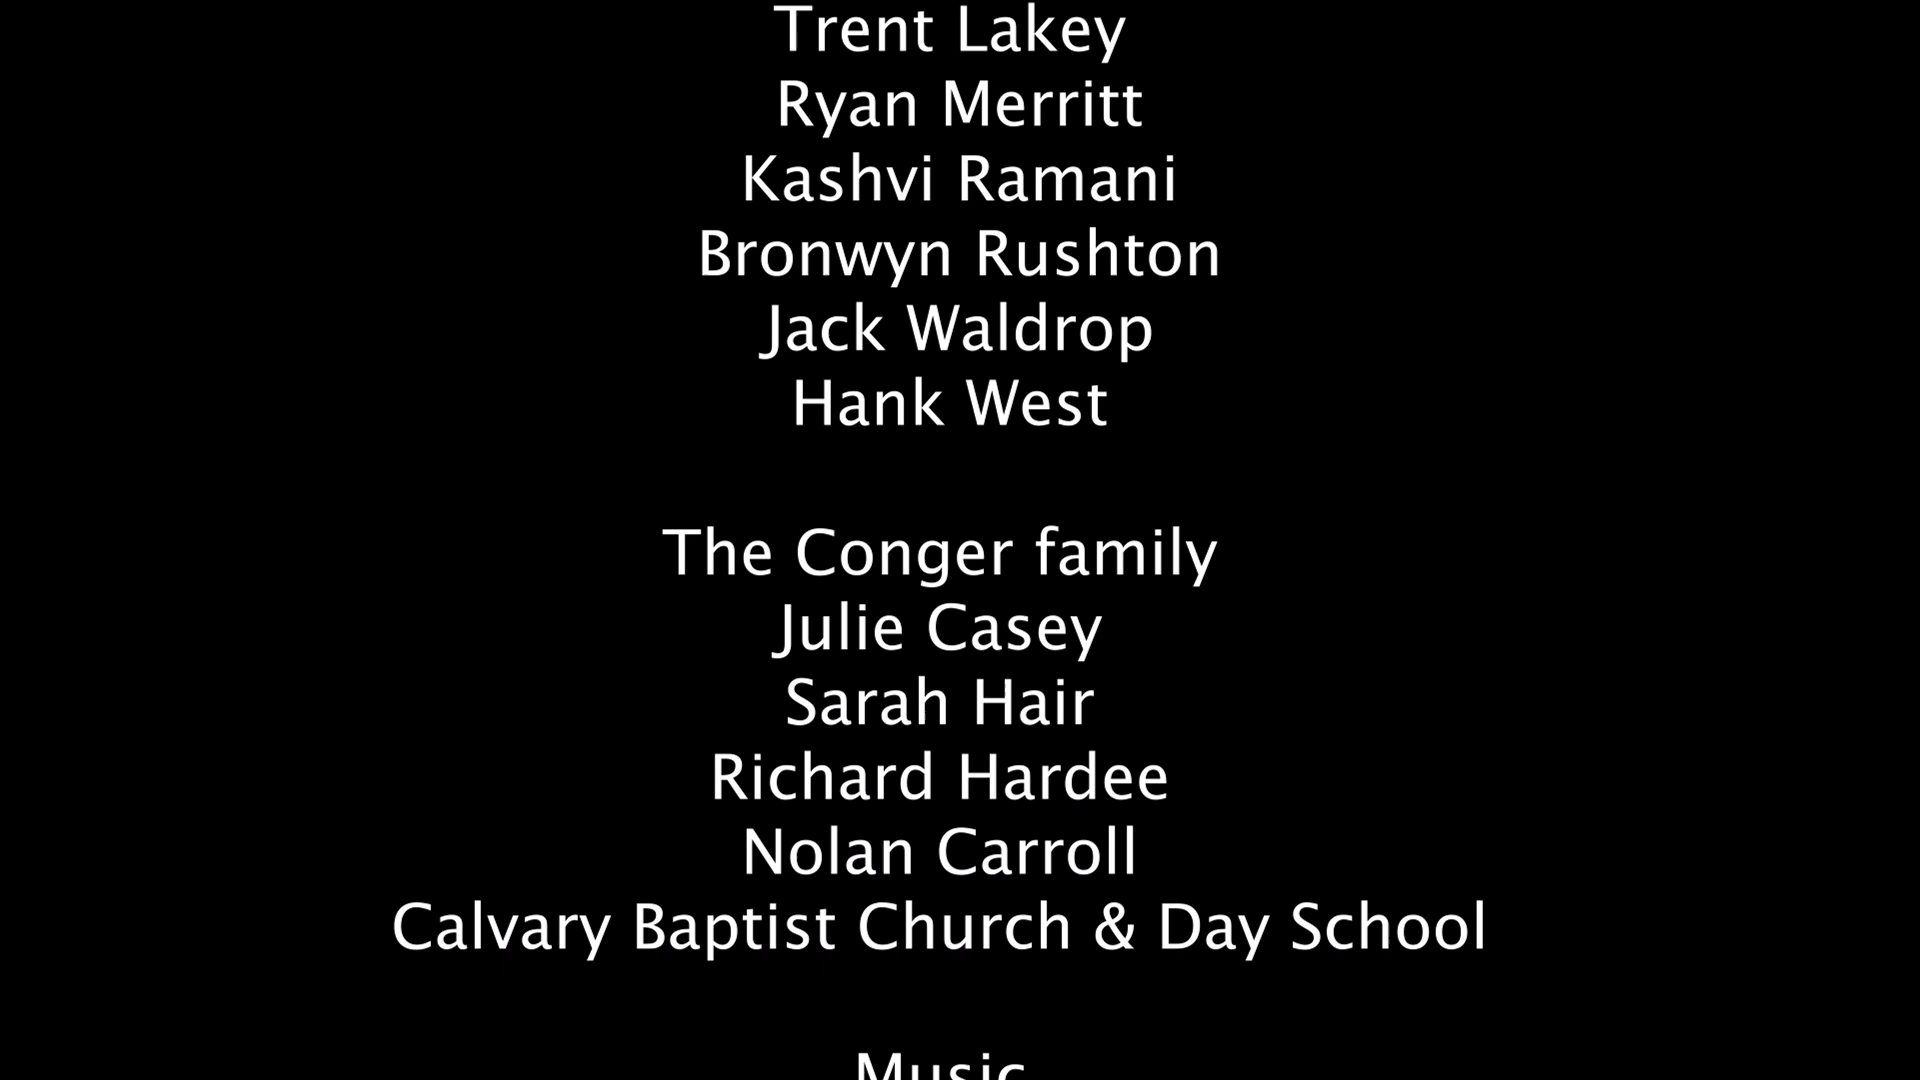 Trent Lakey
Ryan Merritt
Kashvi Ramani
Bronwyn Rushton
Jack Waldrop
Hank West
The Conger family
Julie Casey
Sarah Hair
Richard Hardee
Nolan Carroll
Calvary Baptist Church & Day School
Music